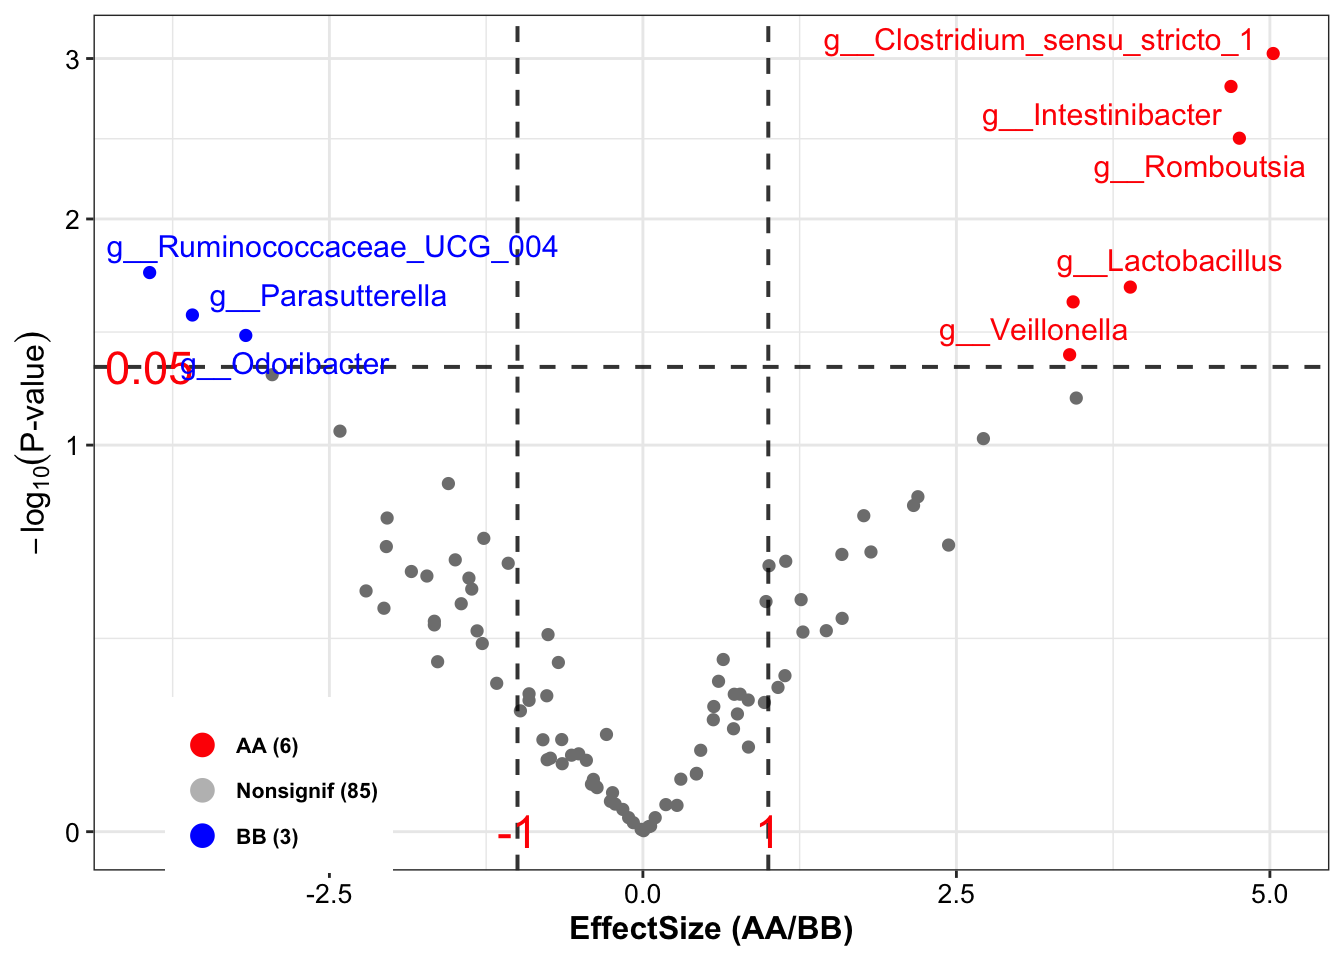 g__Clostridium_sensu_stricto_1
g__Intestinibacter
g__Romboutsia
g__Ruminococcaceae_UCG_004
g__Lactobacillus
g__Parasutterella
g__Veillonella
g__Odoribacter
0.05
3
2
1
0
−log10(P-value)
AA (6)
Nonsignif (85)
BB (3)
-1
1
-2.5
0.0
2.5
5.0
EffectSize (AA/BB)